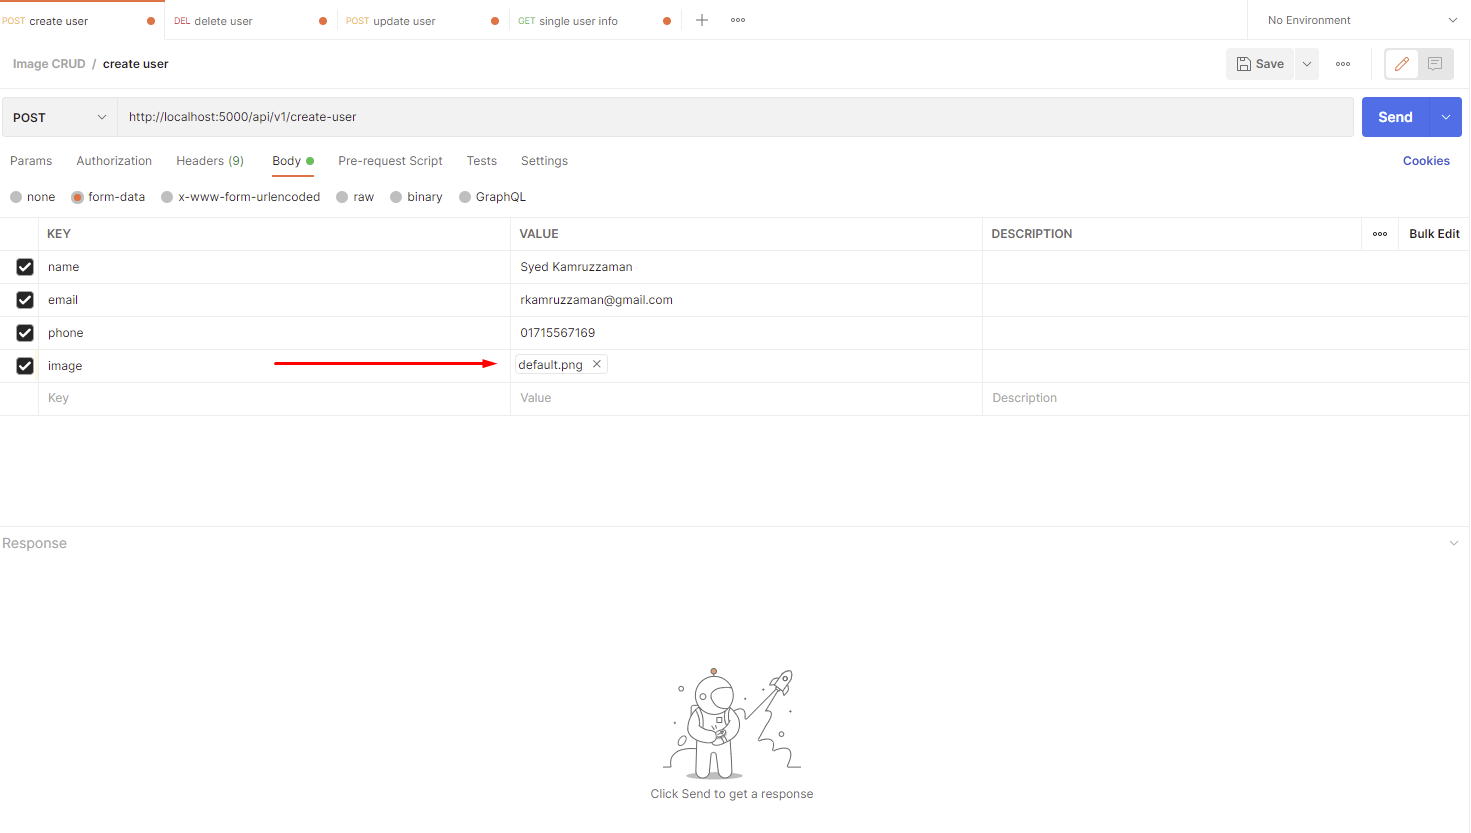 POST create user DEL delete user POST update user GET single user info No Environment
Image CRUD / create user Save
POST http://localhost:5000/api/v1/create-user Send
Params Authorization Headers (9) Body Pre-request Script Tests Settings Cookies
none form-data x-www-form-urlencoded raw binary GraphQL
KEY VALUE DESCRIPTION Bulk Edit
name Syed Kamruzzaman
email rkamruzzaman@gmail.com
phone 01715567169
image default.png
Key Value Description
Response
Click Send to get a response